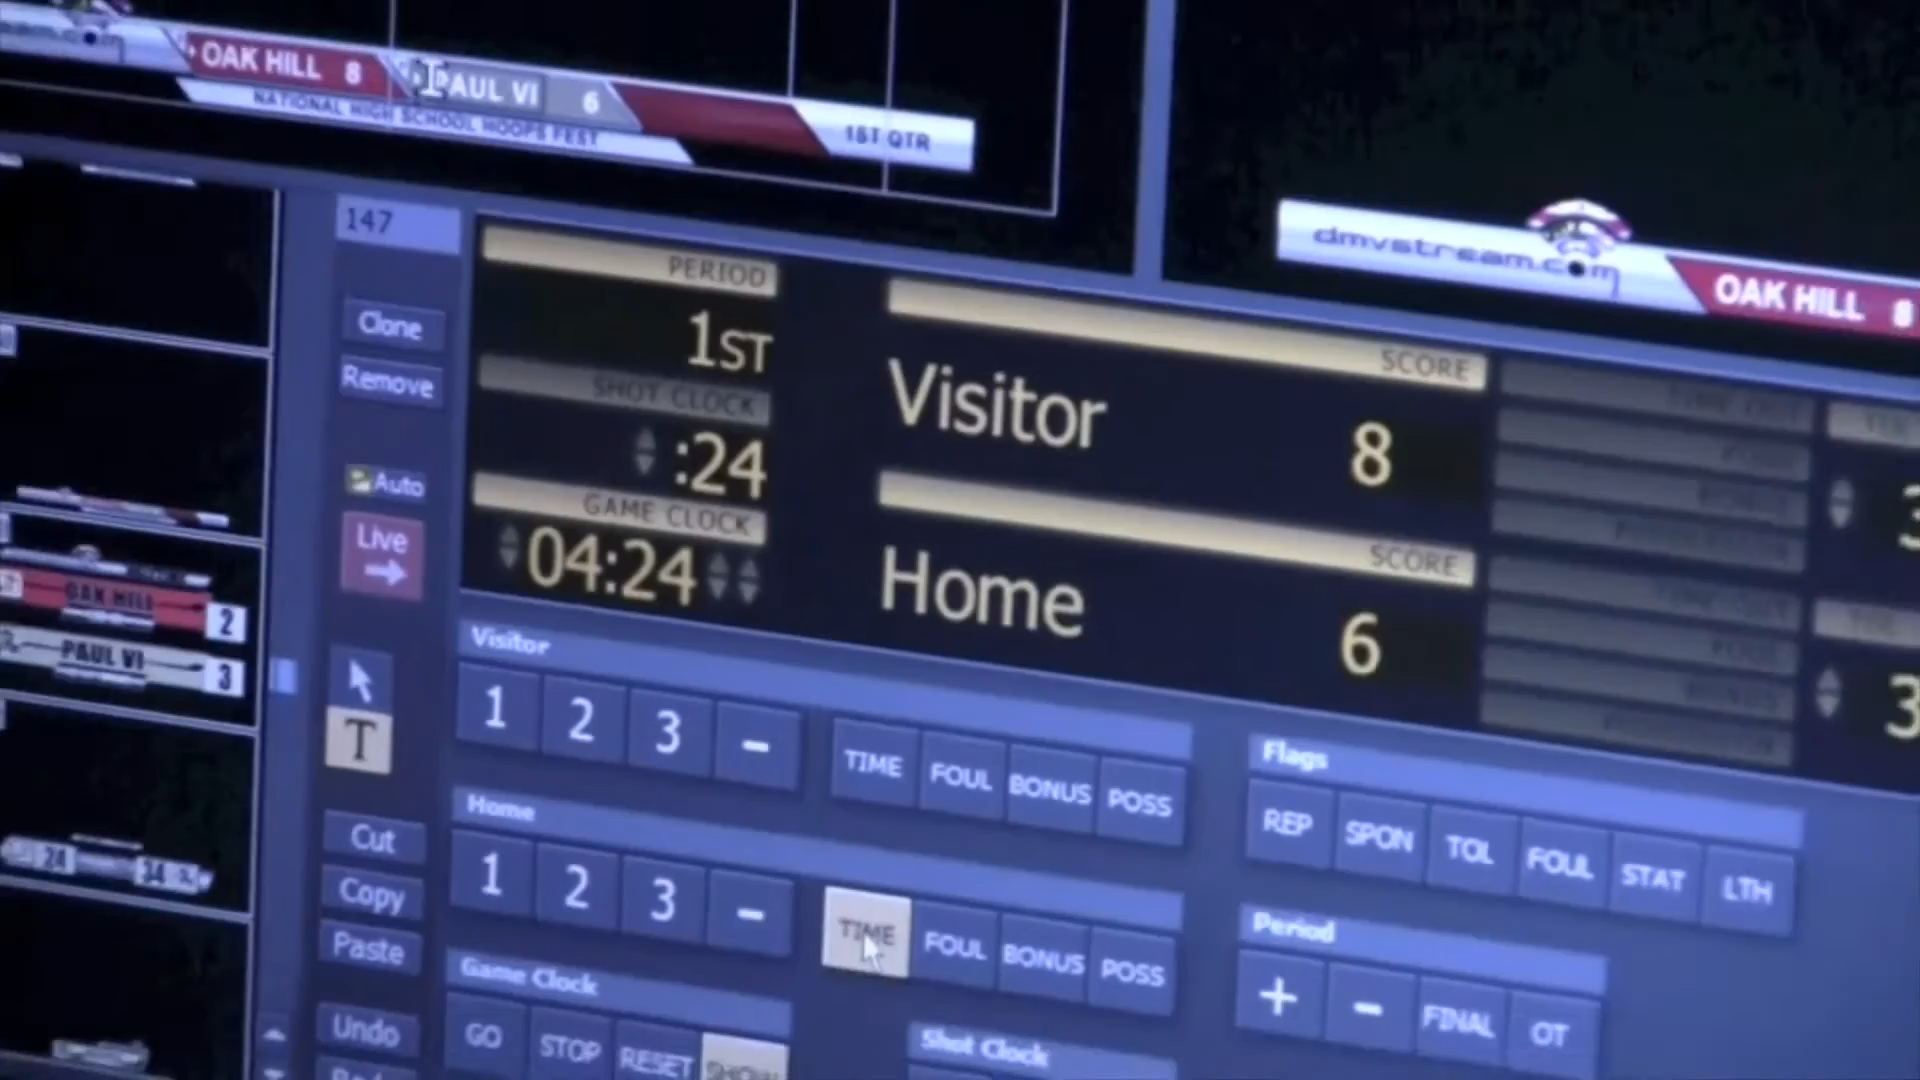 OAK HILL 8 PAUL VI 6
NATIONAL HIGH SCHOOL HOOPS FEST
1ST QTR
dmvstream.com
OAK HILL 8
147
Clone
Remove
Auto
Live
T
Cut
Copy
Paste
Undo
PERIOD
1ST
SHOT CLOCK
:24
GAME CLOCK
04:24
SCORE
Visitor 8
SCORE
Home 6
OAK HILL 2
PAUL VI 3
24 34
Visitor
1 2 3 - TIME FOUL BONUS POSS
Home
1 2 3 - TIME FOUL BONUS POSS
Flags
REP SPON TOL FOUL STAT LTH
Period
+ - FINAL OT
Game Clock
GO STOP RESET SHOW
Shot Clock